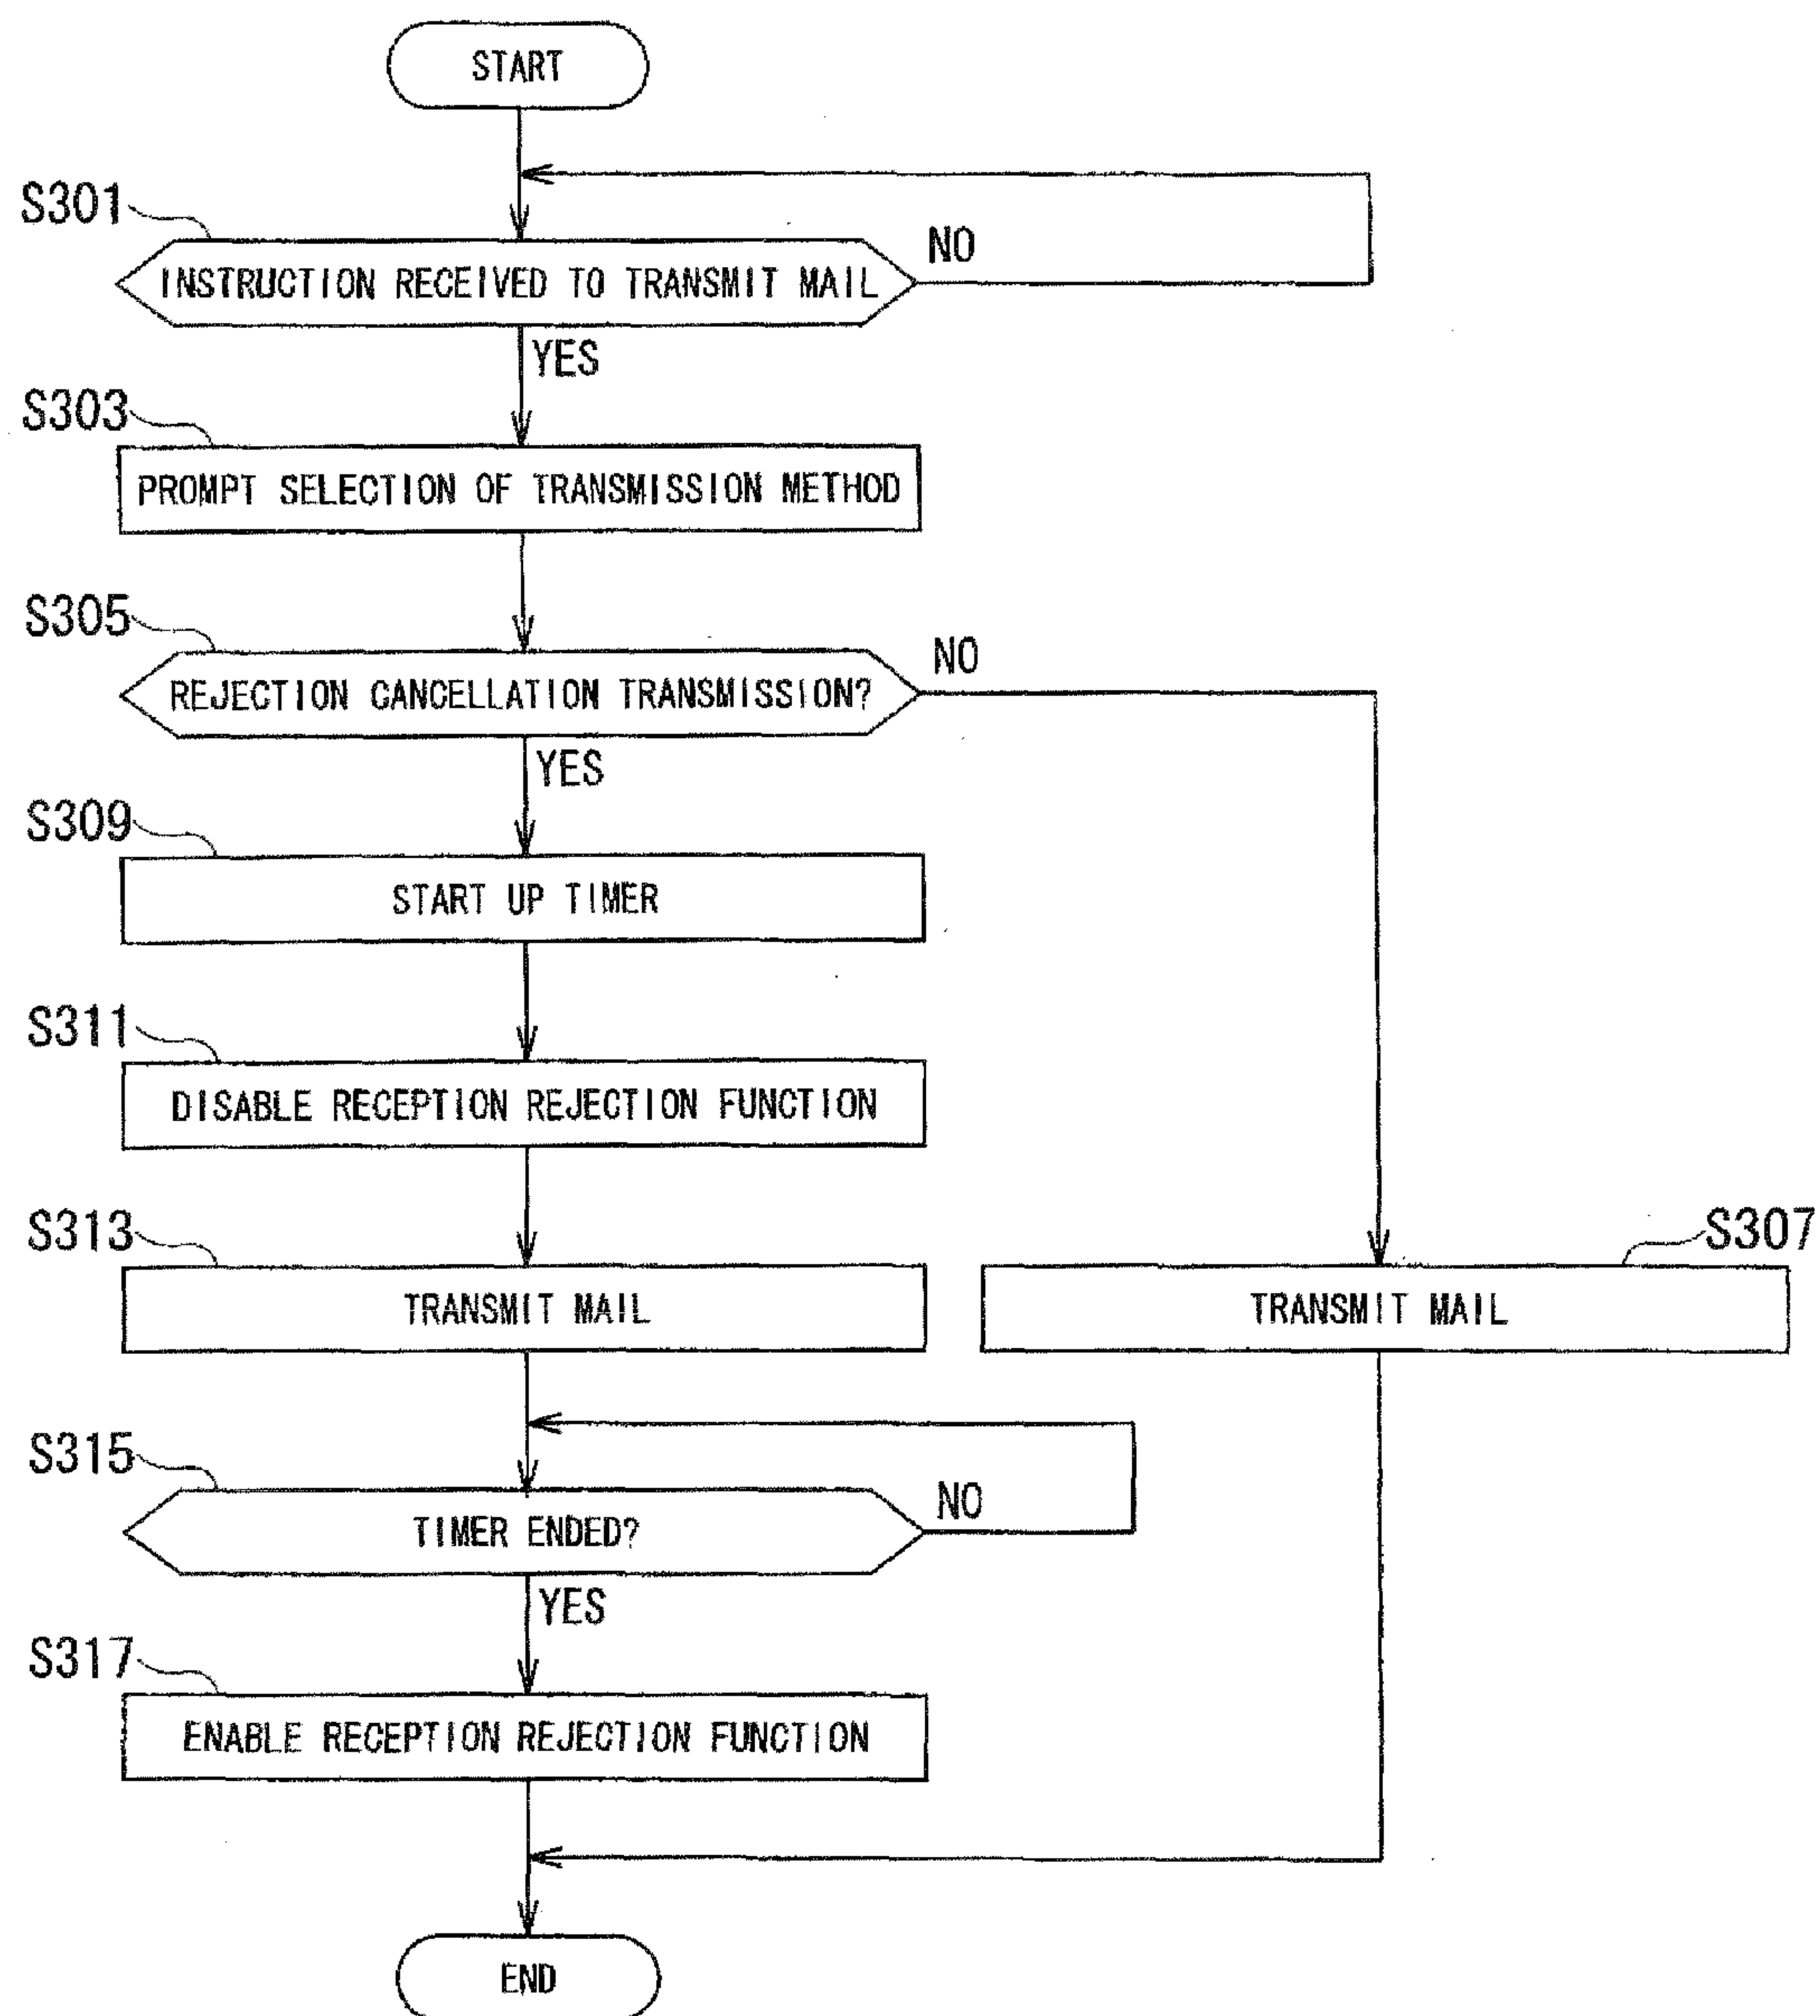 START
S301
INSTRUCTION RECEIVED TO TRANSMIT MAIL
NO
YES
S303
PROMPT SELECTION OF TRANSMISSION METHOD
S305
REJECTION CANCELLATION TRANSMISSION?
NO
YES
S309
START UP TIMER
S311
DISABLE RECEPTION REJECTION FUNCTION
S313
TRANSMIT MAIL
S307
TRANSMIT MAIL
S315
TIMER ENDED?
NO
YES
S317
ENABLE RECEPTION REJECTION FUNCTION
END